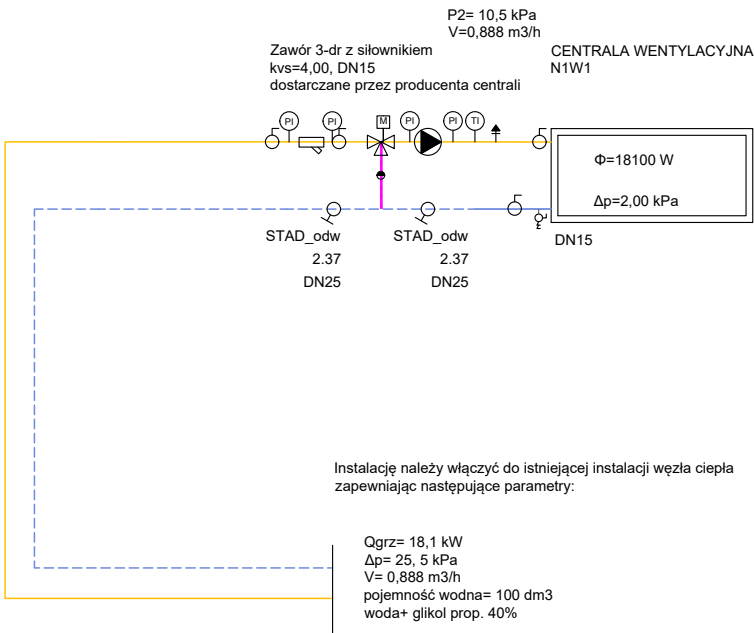 P2= 10,5 kPa
V=0,888 m3/h
Zawór 3-dr z siłownikiem
kvs=4,00, DN15
dostarczane przez producenta centrali
CENTRALA WENTYLACYJNA
N1W1
PI
PI
M
PI
PI
TI
Φ=18100 W
Δp=2,00 kPa
STAD_odw
2.37
DN25
STAD_odw
2.37
DN25
DN15
Instalację należy włączyć do istniejącej instalacji węzła ciepła
zapewniając następujące parametry:
Qgrz= 18,1 kW
Δp= 25, 5 kPa
V= 0,888 m3/h
pojemność wodna= 100 dm3
woda+ glikol prop. 40%